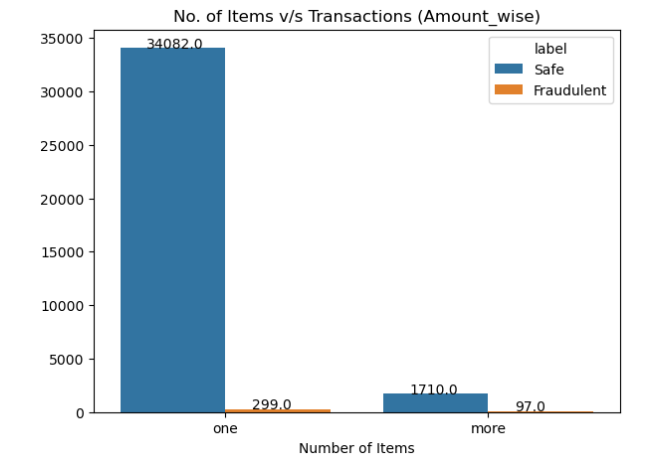 No. of Items v/s Transactions (Amount_wise)
35000
30000
25000
20000
15000
10000
5000
0
34082.0
299.0
1710.0
97.0
label
Safe
Fraudulent
one
more
Number of Items